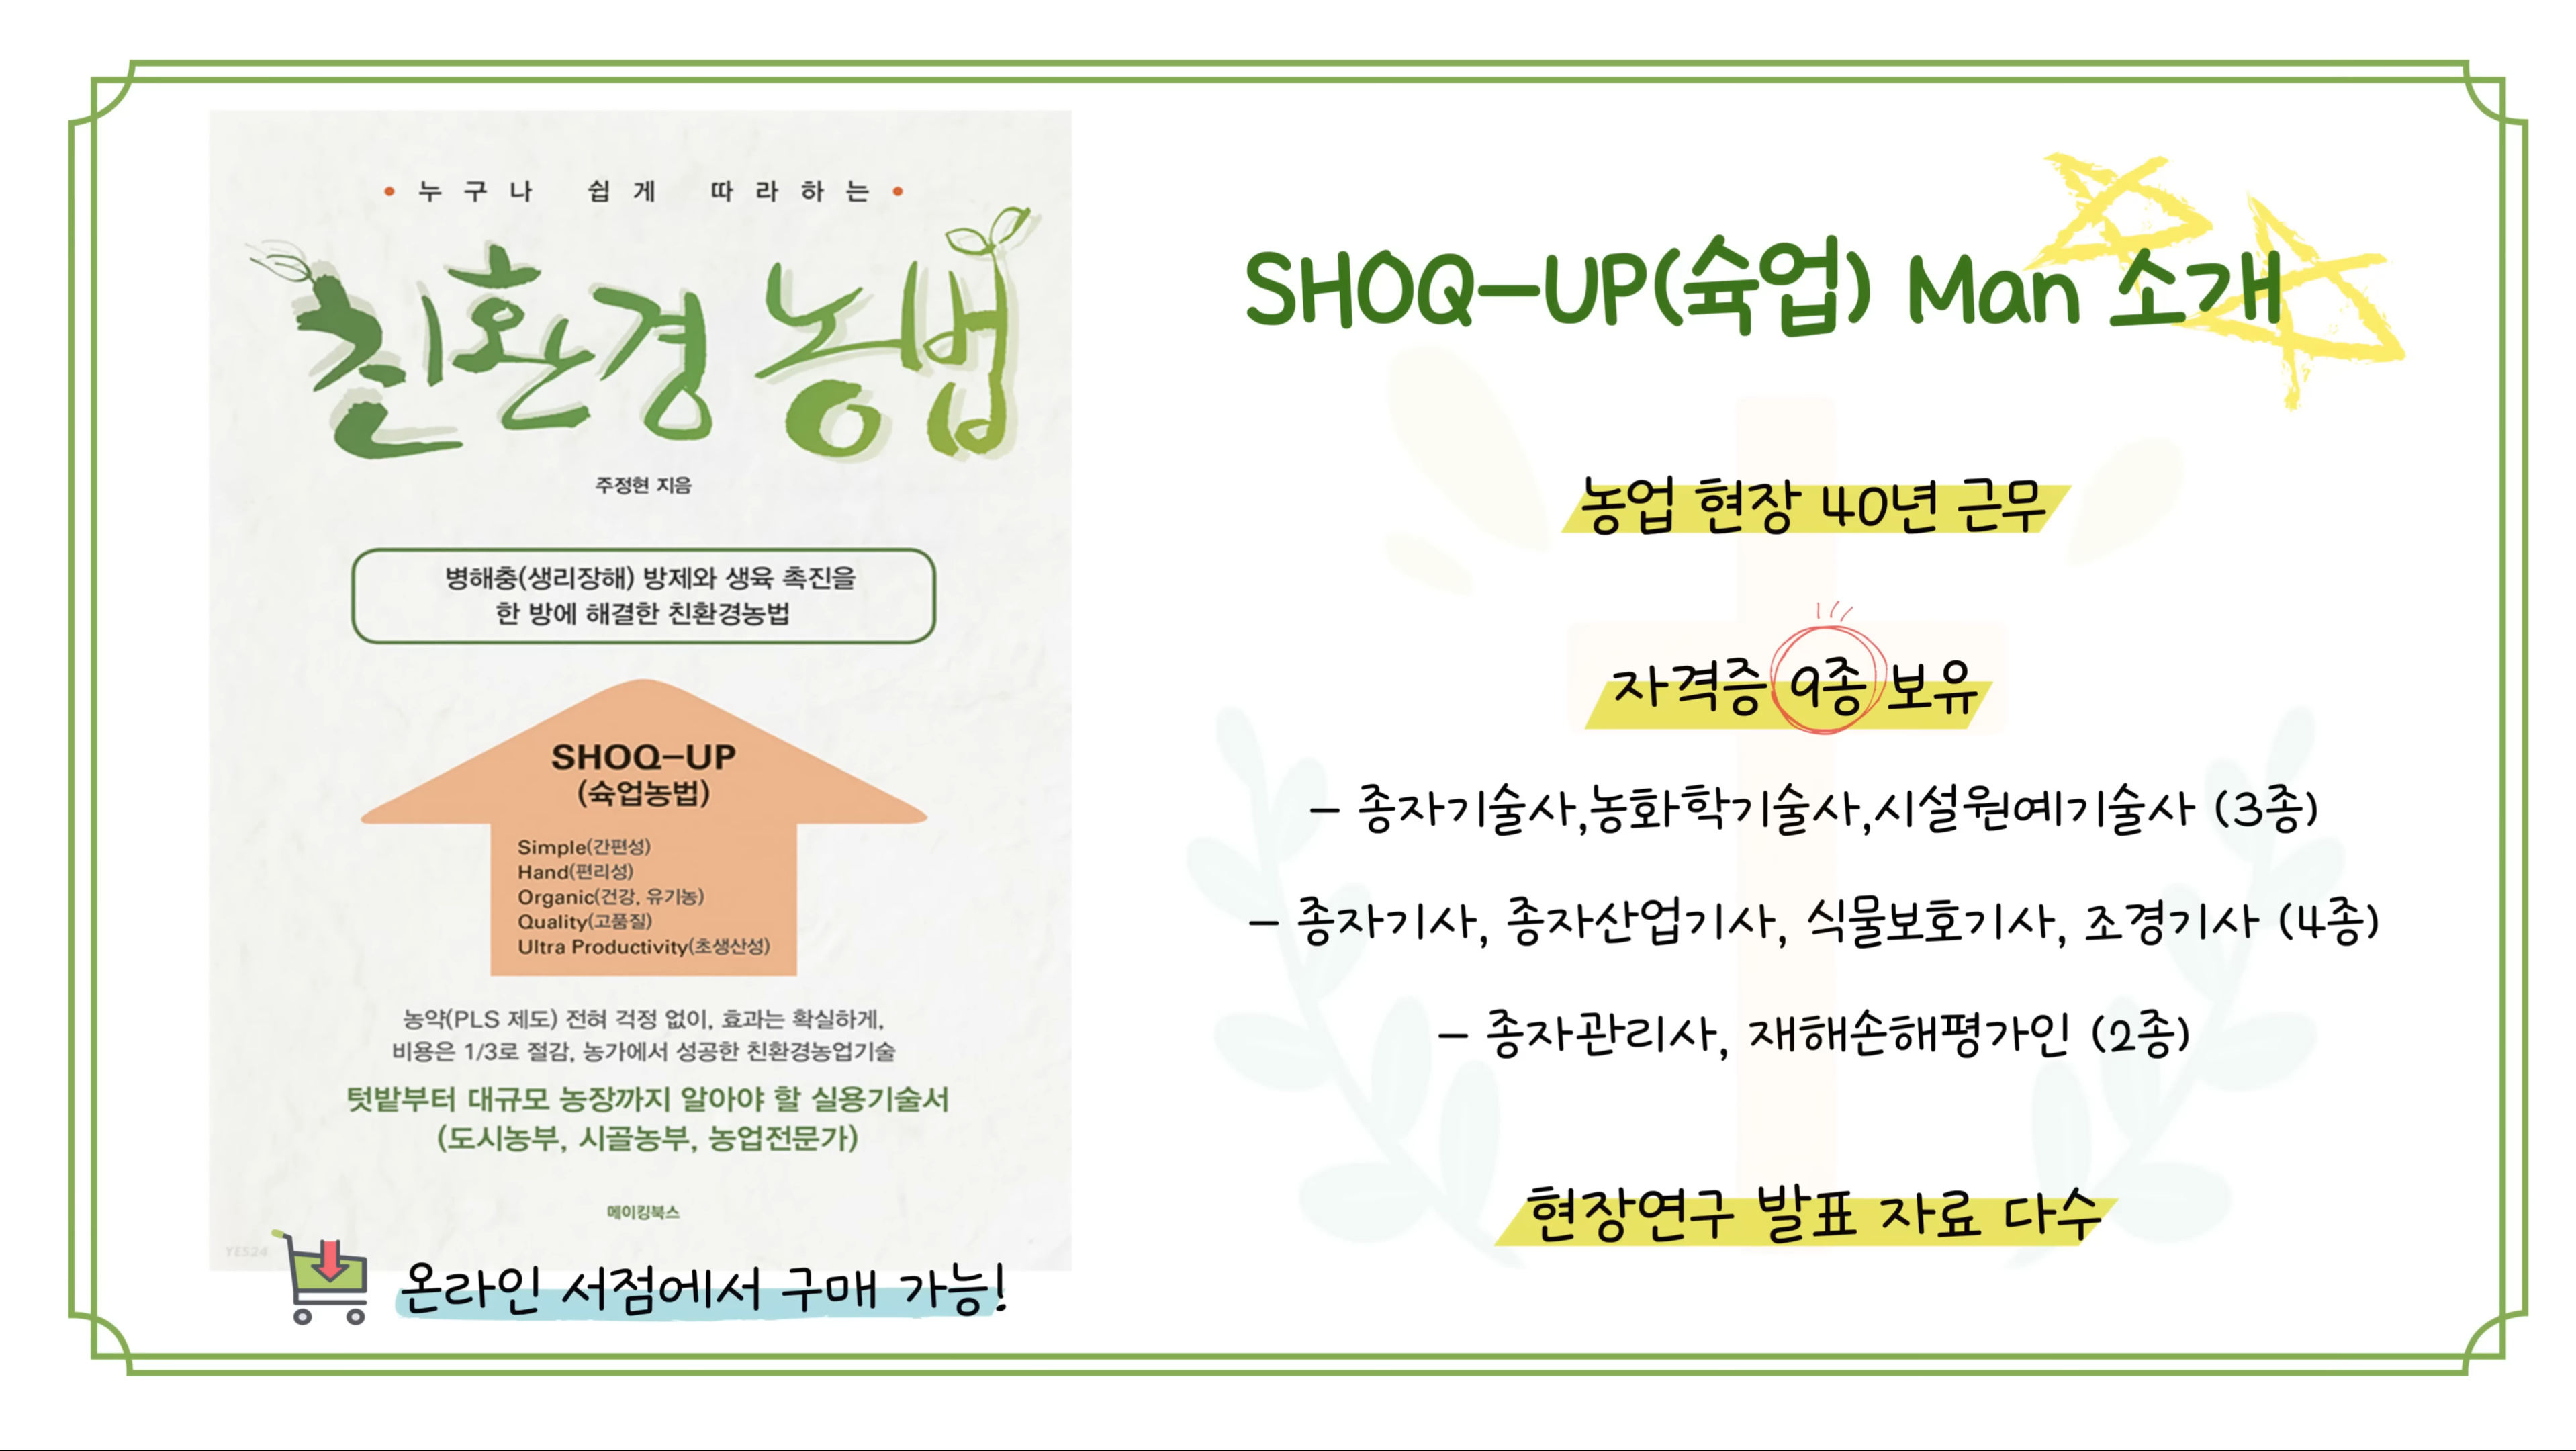 누구나 쉽게 따라하는
친환경 농법
주정현 지음
병해충(생리장해) 방제와 생육 촉진을
한 방에 해결한 친환경농법
SHOQ-UP
(슉업농법)
Simple(간편성)
Hand(편리성)
Organic(건강, 유기농)
Quality(고품질)
Ultra Productivity(초생산성)
농약(PLS 제도) 전혀 걱정 없이, 효과는 확실하게,
비용은 1/3로 절감, 농가에서 성공한 친환경농업기술
텃밭부터 대규모 농장까지 알아야 할 실용기술서
(도시농부, 시골농부, 농업전문가)
메이킹북스
YES24
온라인 서점에서 구매 가능!
SHOQ-UP(슉업) Man 소개
농업 현장 40년 근무
자격증 9종 보유
- 종자기술사,농화학기술사,시설원예기술사 (3종)
- 종자기사, 종자산업기사, 식물보호기사, 조경기사 (4종)
- 종자관리사, 재해손해평가인 (2종)
현장연구 발표 자료 다수